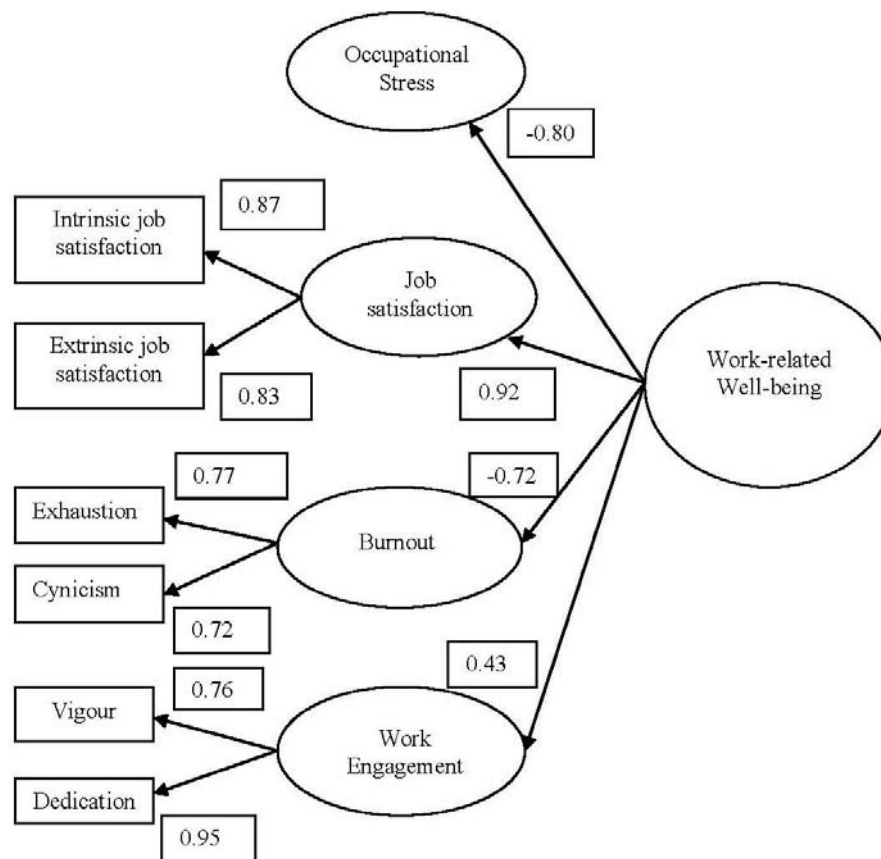 Occupational
Stress
-0.80
0.87
Intrinsic job
satisfaction
Job
satisfaction
Extrinsic job
satisfaction
0.83
0.92
Work-related
Well-being
0.77
-0.72
Exhaustion
Burnout
Cynicism
0.72
0.43
0.76
Vigour
Work
Engagement
Dedication
0.95